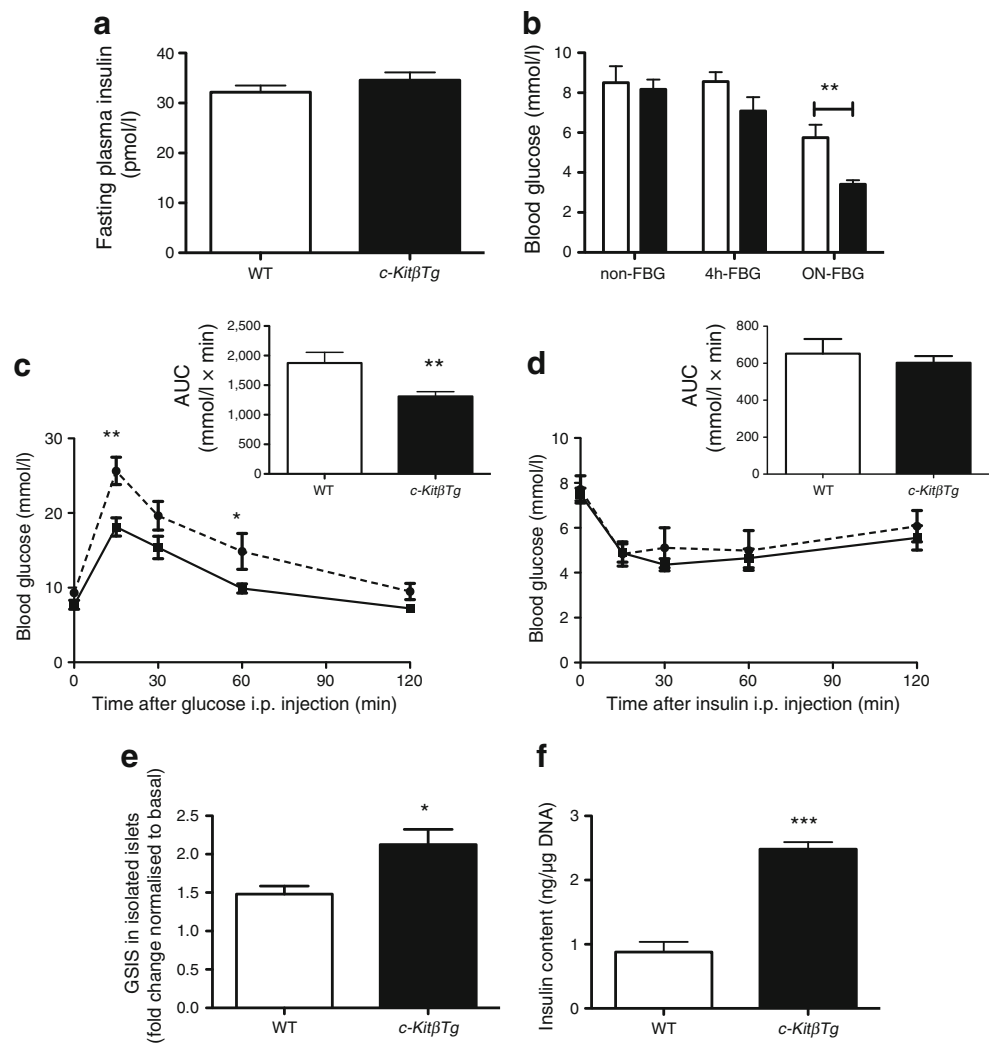 a
Fasting plasma insulin
(pmol/l)
40
30
20
10
0
WT
c-KitβTg
b
Blood glucose (mmol/l)
10
8
6
4
2
0
**
non-FBG
4h-FBG
ON-FBG
c
AUC
(mmol/l × min)
2,500
2,000
1,500
1,000
500
0
**
WT
c-KitβTg
Blood glucose (mmol/l)
30
20
10
0
**
*
0
30
60
90
120
Time after glucose i.p. injection (min)
d
AUC
(mmol/l × min)
800
600
400
200
0
WT
c-KitβTg
Blood glucose (mmol/l)
10
8
6
4
2
0
0
30
60
90
120
Time after insulin i.p. injection (min)
e
GSIS in isolated islets
(fold change normalised to basal)
2.5
2.0
1.5
1.0
0.5
0.0
*
WT
c-KitβTg
f
Insulin content (ng/μg DNA)
3
2
1
0
***
WT
c-KitβTg